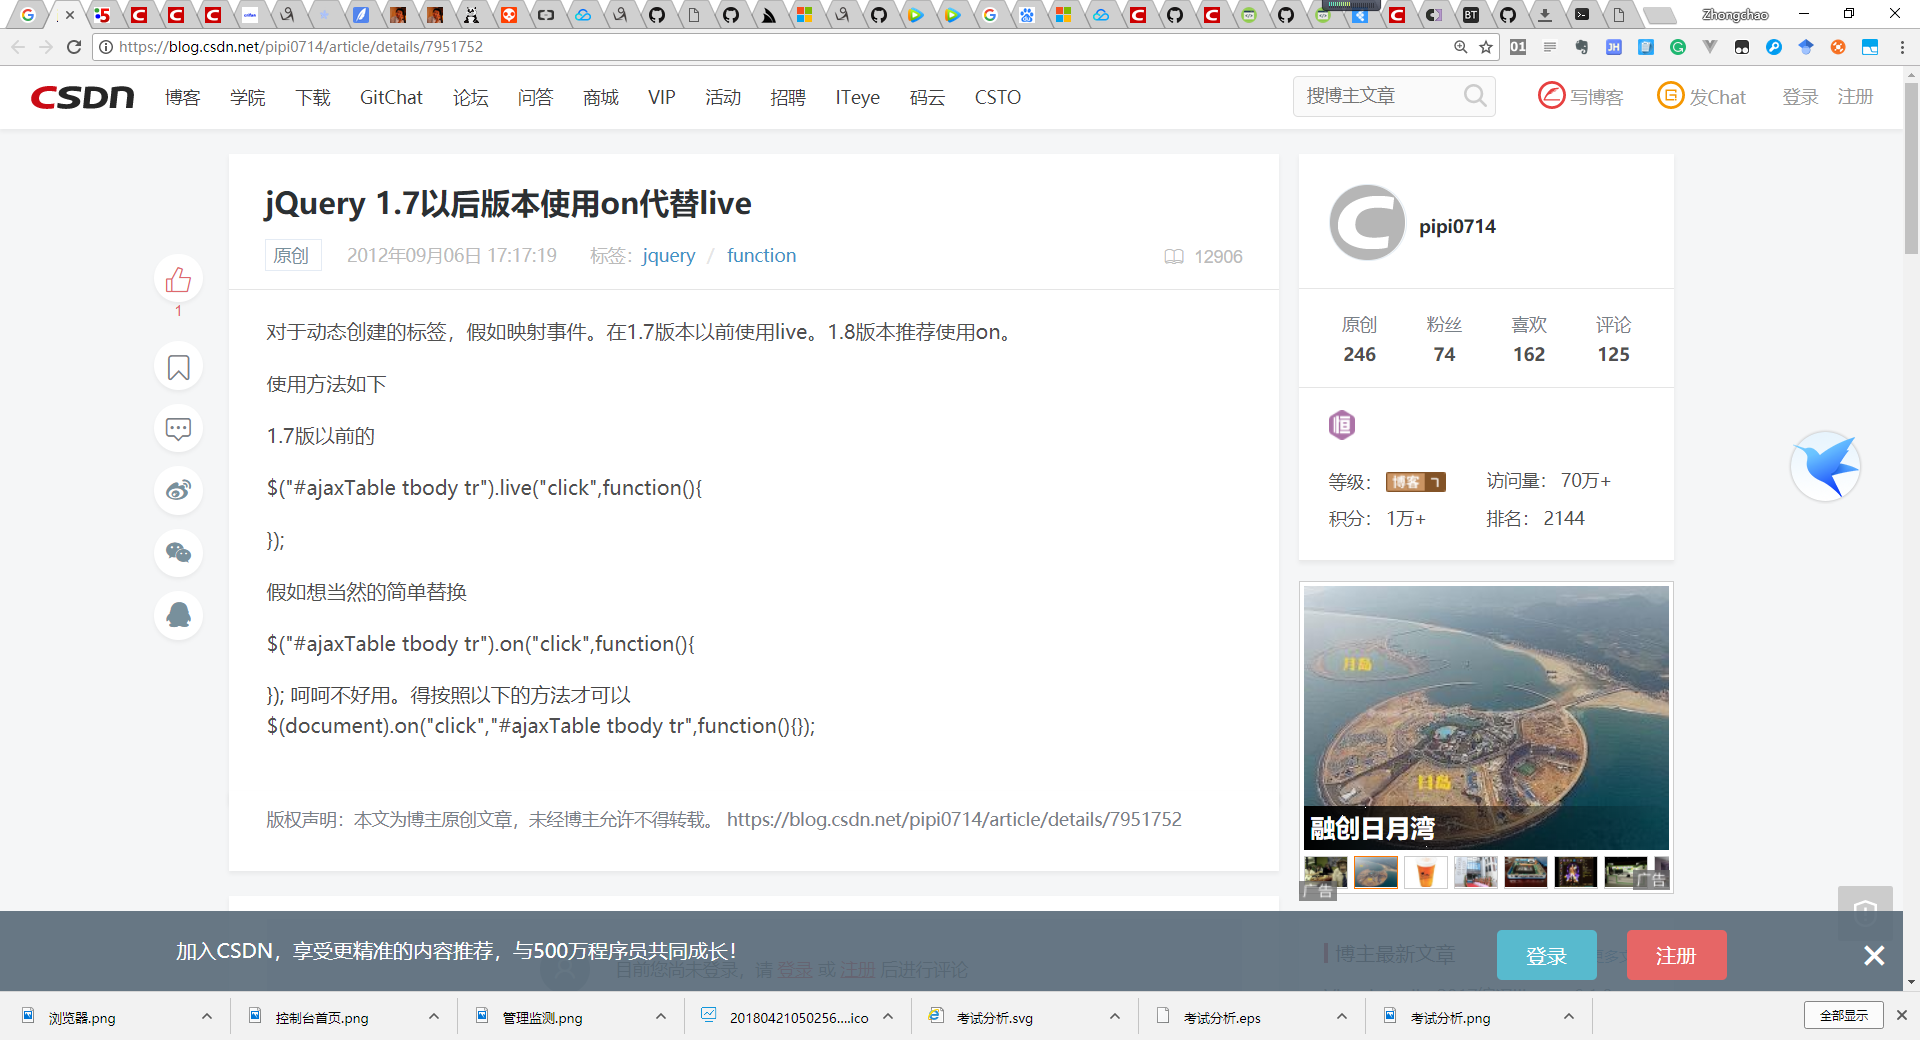 Zhongchao
https://blog.csdn.net/pipi0714/article/details/7951752
CSDN
博客 学院 下载 GitChat 论坛 问答 商城 VIP 活动 招聘 ITeye 码云 CSTO
搜博主文章
写博客 发Chat 登录 注册
jQuery 1.7以后版本使用on代替live
原创 2012年09月06日 17:17:19 标签： jquery / function 12906
1
对于动态创建的标签，假如映射事件。在1.7版本以前使用live。1.8版本推荐使用on。
使用方法如下
1.7版以前的
$("#ajaxTable tbody tr").live("click",function(){
});
假如想当然的简单替换
$("#ajaxTable tbody tr").on("click",function(){
}); 呵呵不好用。得按照以下的方法才可以
$(document).on("click","#ajaxTable tbody tr",function(){});
版权声明：本文为博主原创文章，未经博主允许不得转载。 https://blog.csdn.net/pipi0714/article/details/7951752
pipi0714
原创 粉丝 喜欢 评论
246 74 162 125
恒
等级： 博客 7 访问量： 70万+
积分： 1万+ 排名： 2144
月岛
日岛
融创日月湾
广告 广告
加入CSDN，享受更精准的内容推荐，与500万程序员共同成长！
目前您尚未登录，请 登录 或 注册 后进行评论
博主最新文章
登录 注册
浏览器.png
控制台首页.png
管理监测.png
20180421050256....ico
考试分析.svg
考试分析.eps
考试分析.png
全部显示